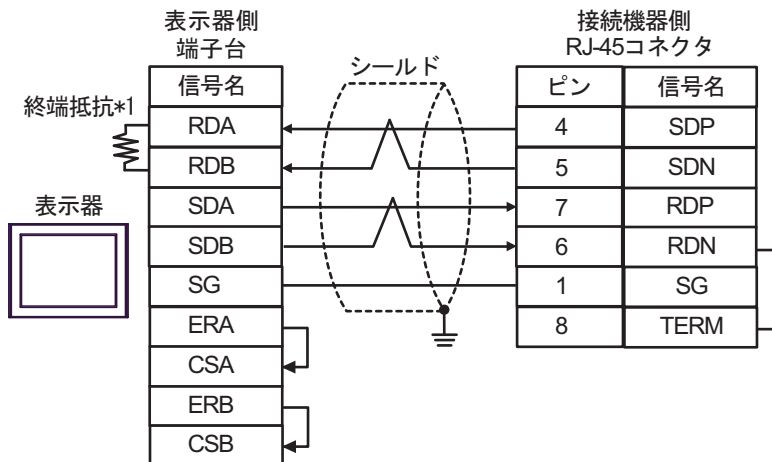 表示器側
端子台
接続機器側
RJ-45コネクタ
シールド
終端抵抗*1
表示器
信号名
RDA
RDB
SDA
SDB
SG
ERA
CSA
ERB
CSB
ピン 信号名
4 SDP
5 SDN
7 RDP
6 RDN
1 SG
8 TERM